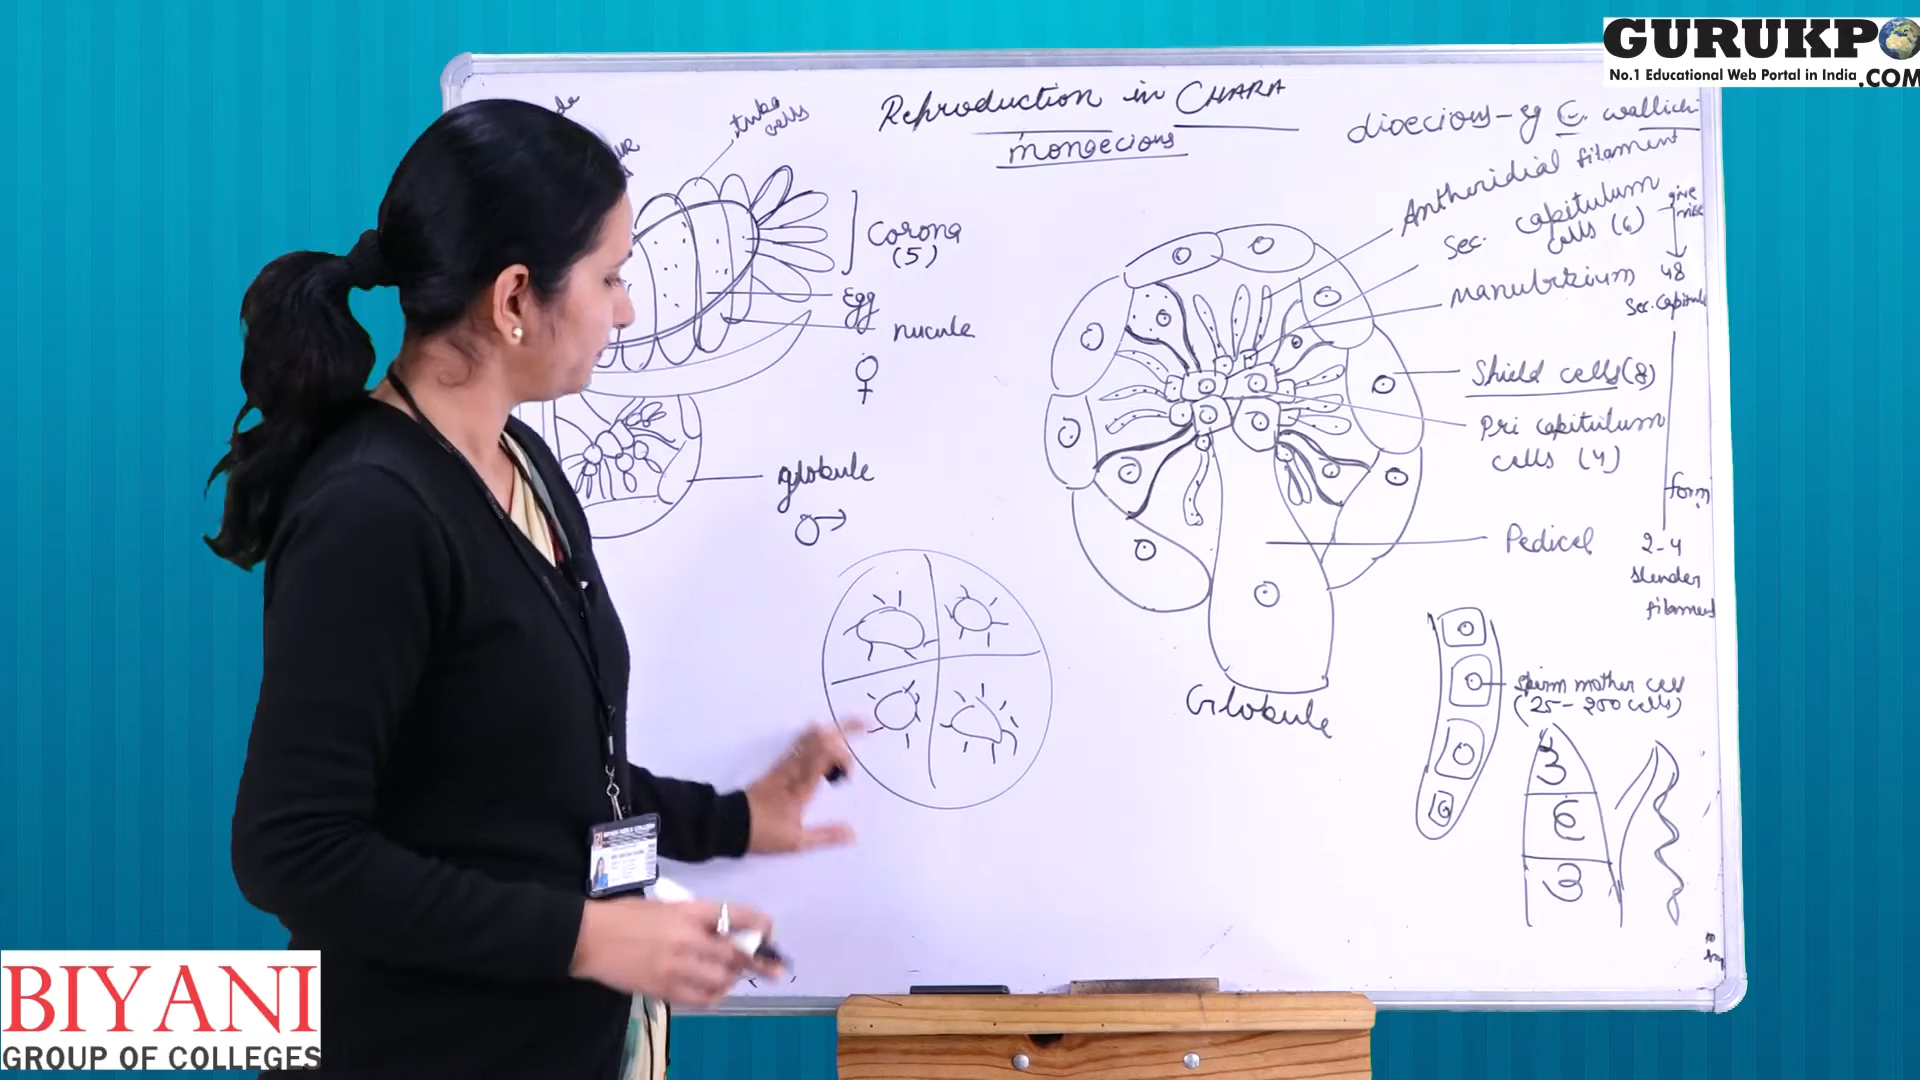 GURUKPO
No.1 Educational Web Portal in India .COM
Reproduction in CHARA
monoecious
dioecious - eg C. wallichi
tube
cells
Corona
(5)
Egg
nucule
♀
globule
Antheridial filament
Sec. capitulum
cells (6)
give
rise
48
Sec. capitulu
manubrium
Shield cells (8)
Pri capitulum
cells (4)
form
Pedicel
2-4
slender
filament
Globule
Sperm mother cell
(25 - 200 cells)
BIYANI
GROUP OF COLLEGES